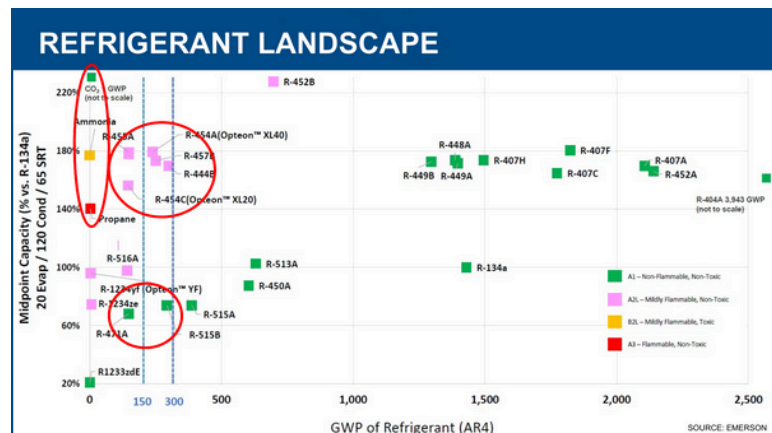 REFRIGERANT LANDSCAPE
Midpoint Capacity (% vs. R-134a)
20 Evap / 120 Cond / 65 SRT
220%
180%
140%
100%
60%
20%
CO₂ GWP
(not to scale)
R-452B
Ammonia
R-455A
R-454A(Opteon™ XL40)
R-457B
R-444B
R-454C(Opteon™ XL20)
R-448A
R-449B
R-449A
R-407H
R-407F
R-407C
R-407A
R-452A
R-404A 3,943 GWP
(not to scale)
Propane
R-516A
R-1234yf (Opteon™ YF)
R-1234ze
R-471A
R-513A
R-450A
R-134a
R-515A
R-515B
R1233zdE
A1 – Non-Flammable, Non-Toxic
A2L – Mildly Flammable, Non-Toxic
B2L – Mildly Flammable, Toxic
A3 – Flammable, Non-Toxic
0
150
300
500
1,000
1,500
2,000
2,500
GWP of Refrigerant (AR4)
SOURCE: EMERSON